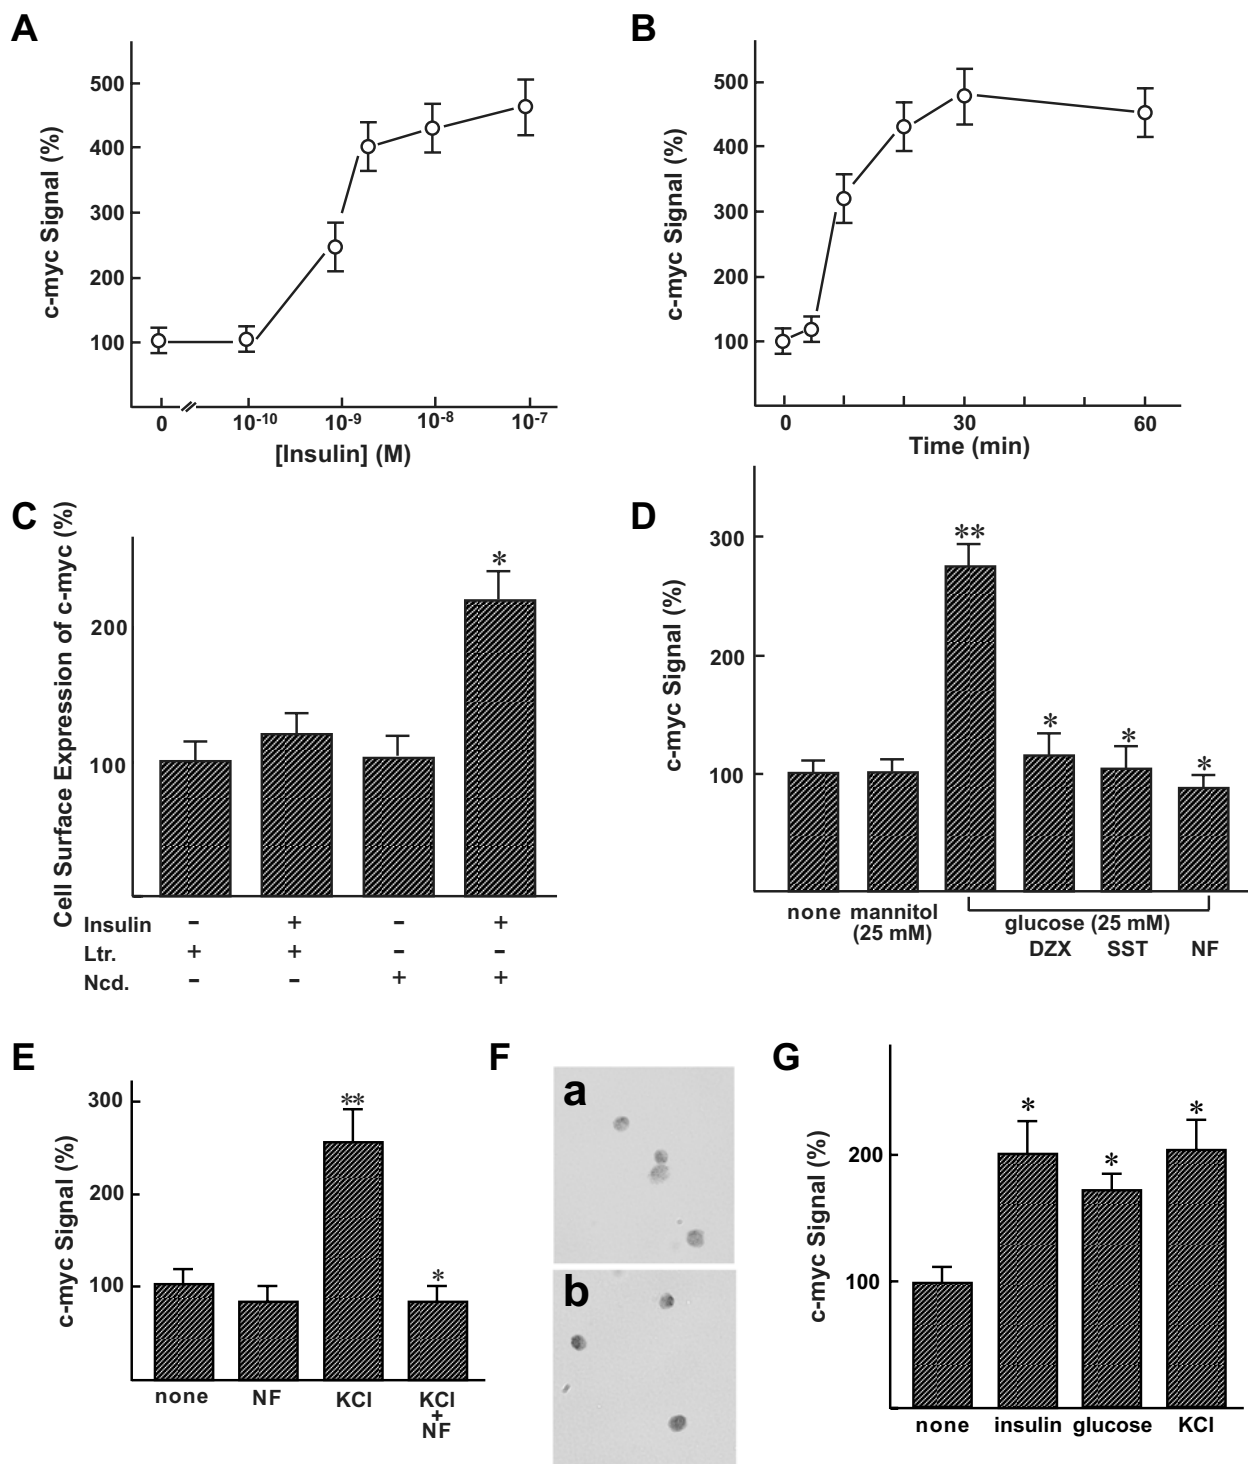 A
c-myc Signal (%)
500
400
300
200
100
0
10-10
10-9
10-8
10-7
[Insulin] (M)
B
c-myc Signal (%)
500
400
300
200
100
0
30
60
Time (min)
C
Cell Surface Expression of c-myc (%)
200
100
*
Insulin - + - +
Ltr. + + - -
Ncd. - - + +
D
c-myc Signal (%)
300
200
100
**
*
*
*
none mannitol glucose (25 mM)
(25 mM) DZX SST NF
E
c-myc Signal (%)
300
200
100
**
*
none NF KCl KCl
+
NF
F
a
b
G
c-myc Signal (%)
200
100
*
*
*
none insulin glucose KCl